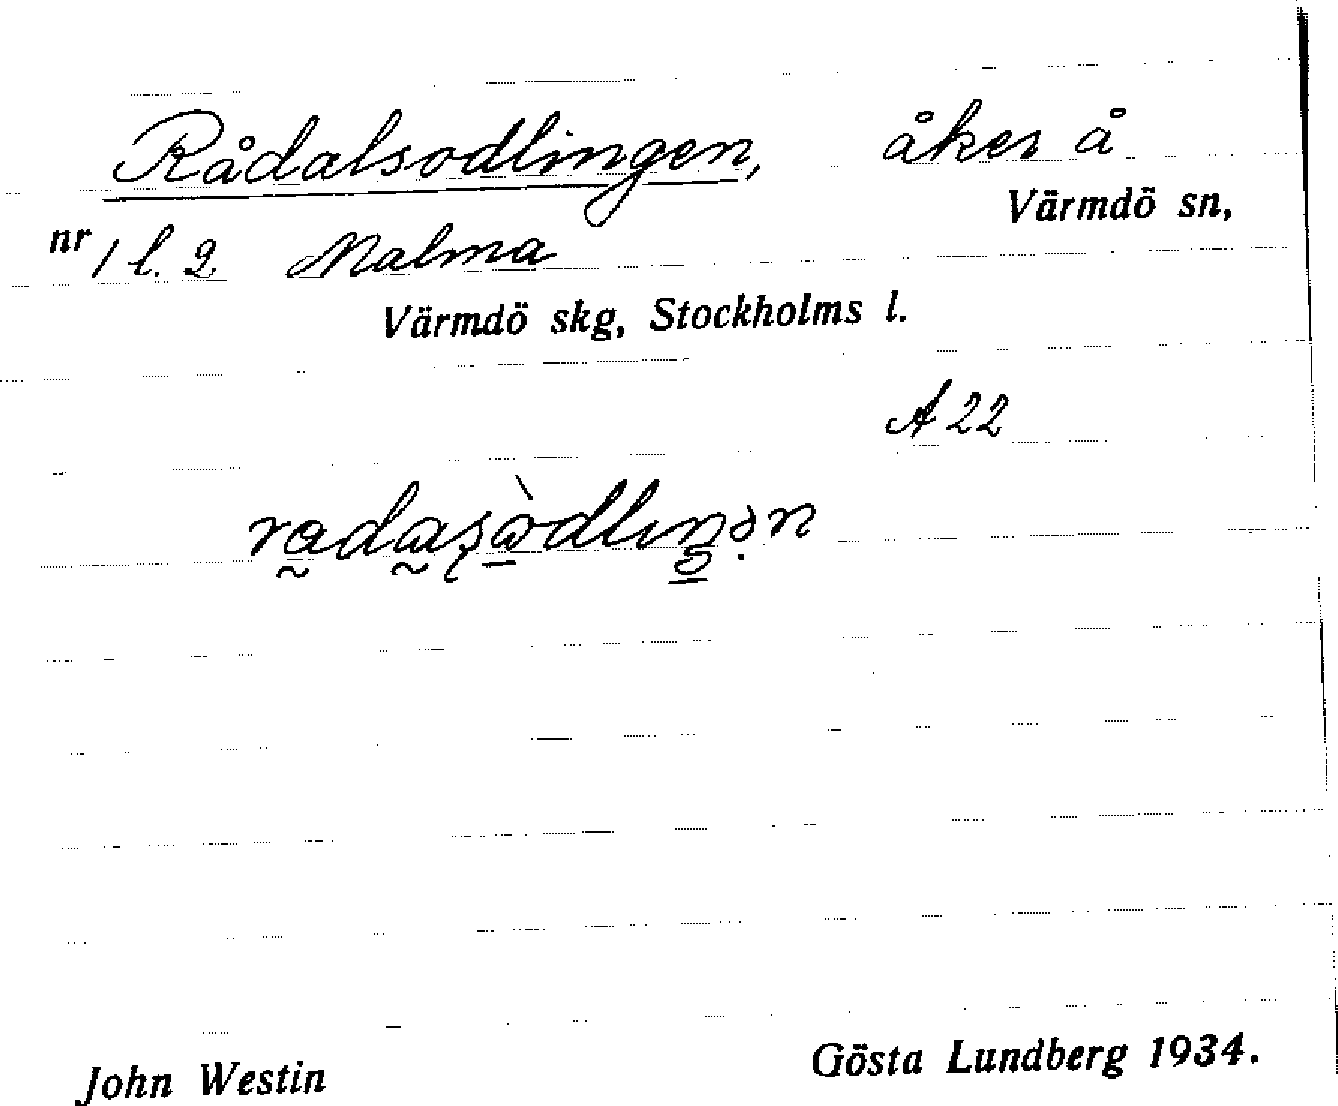 Rådalsodlingen, åker å
Värmdö sn,
nr 1 l. 2 Malma
Värmdö skg, Stockholms l.
A 22
John Westin
Gösta Lundberg 1934.